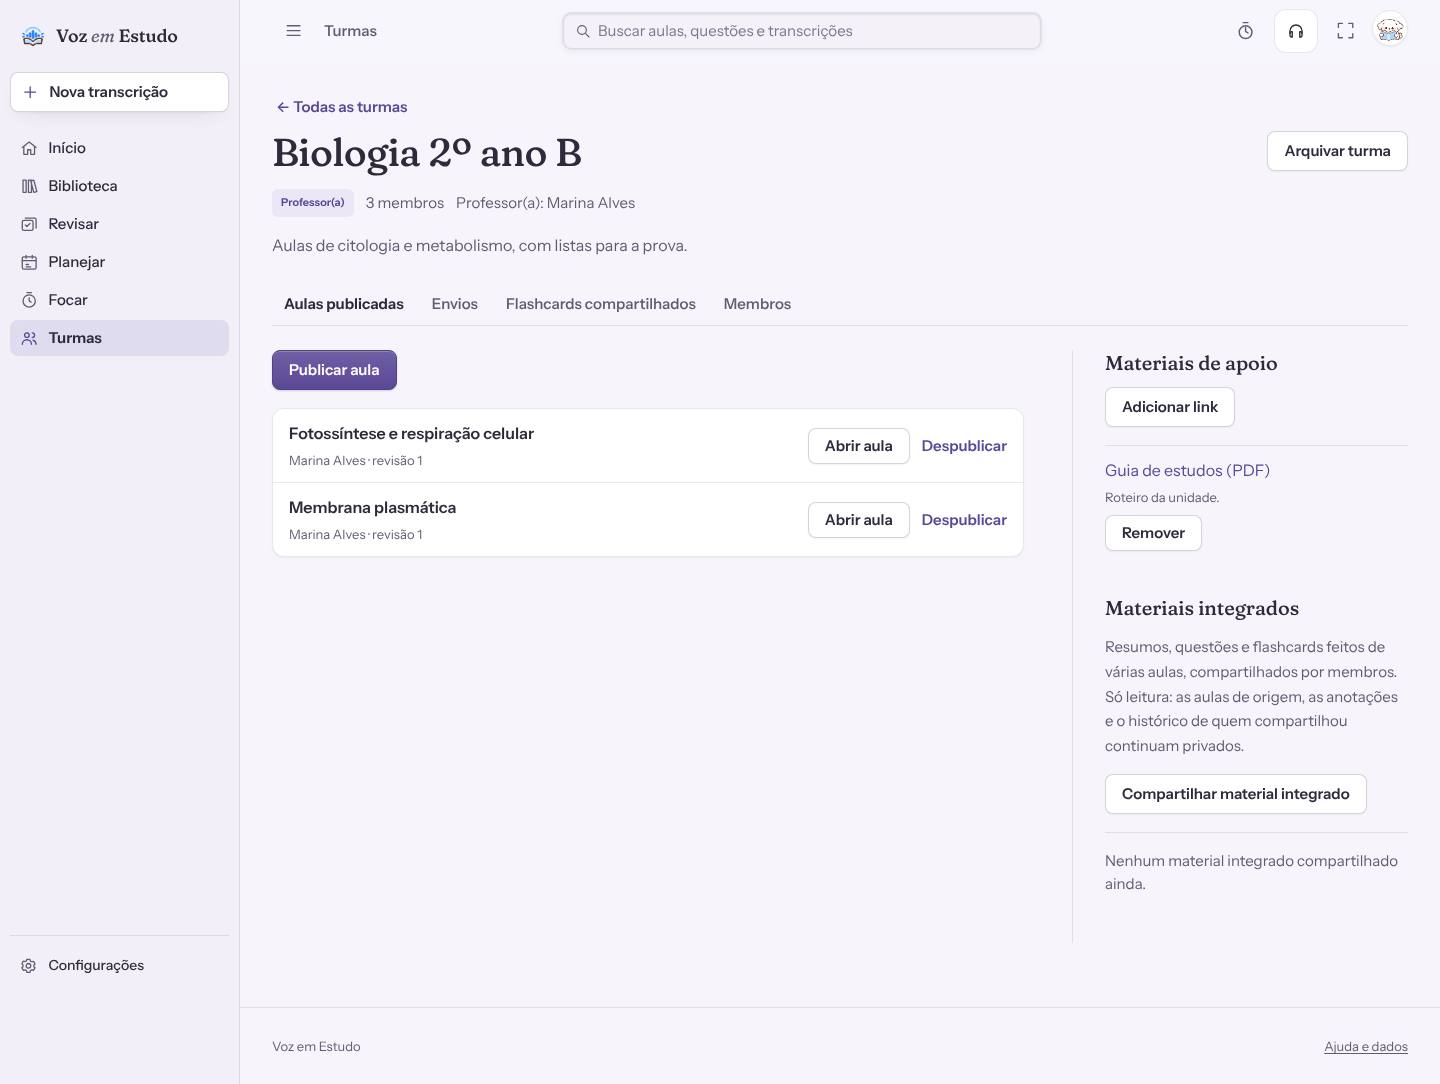 Voz em Estudo
Nova transcrição
Início
Biblioteca
Revisar
Planejar
Focar
Turmas
Configurações
Turmas
Buscar aulas, questões e transcrições
← Todas as turmas
Biologia 2º ano B
Arquivar turma
Professor(a)
3 membros
Professor(a): Marina Alves
Aulas de citologia e metabolismo, com listas para a prova.
Aulas publicadas
Envios
Flashcards compartilhados
Membros
Publicar aula
Fotossíntese e respiração celular
Marina Alves · revisão 1
Abrir aula
Despublicar
Membrana plasmática
Marina Alves · revisão 1
Abrir aula
Despublicar
Materiais de apoio
Adicionar link
Guia de estudos (PDF)
Roteiro da unidade.
Remover
Materiais integrados
Resumos, questões e flashcards feitos de
várias aulas, compartilhados por membros.
Só leitura: as aulas de origem, as anotações
e o histórico de quem compartilhou
continuam privados.
Compartilhar material integrado
Nenhum material integrado compartilhado
ainda.
Voz em Estudo
Ajuda e dados